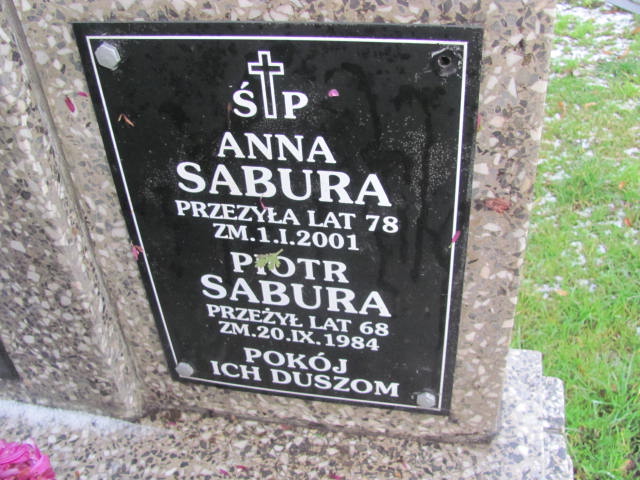 ŚP
ANNA
SABURA
PRZEZYŁA LAT 78
ZM.1.I.2001
PIOTR
SABURA
PRZEŻYŁ LAT 68
ZM.20.IX.1984
POKÓJ
ICH DUSZOM